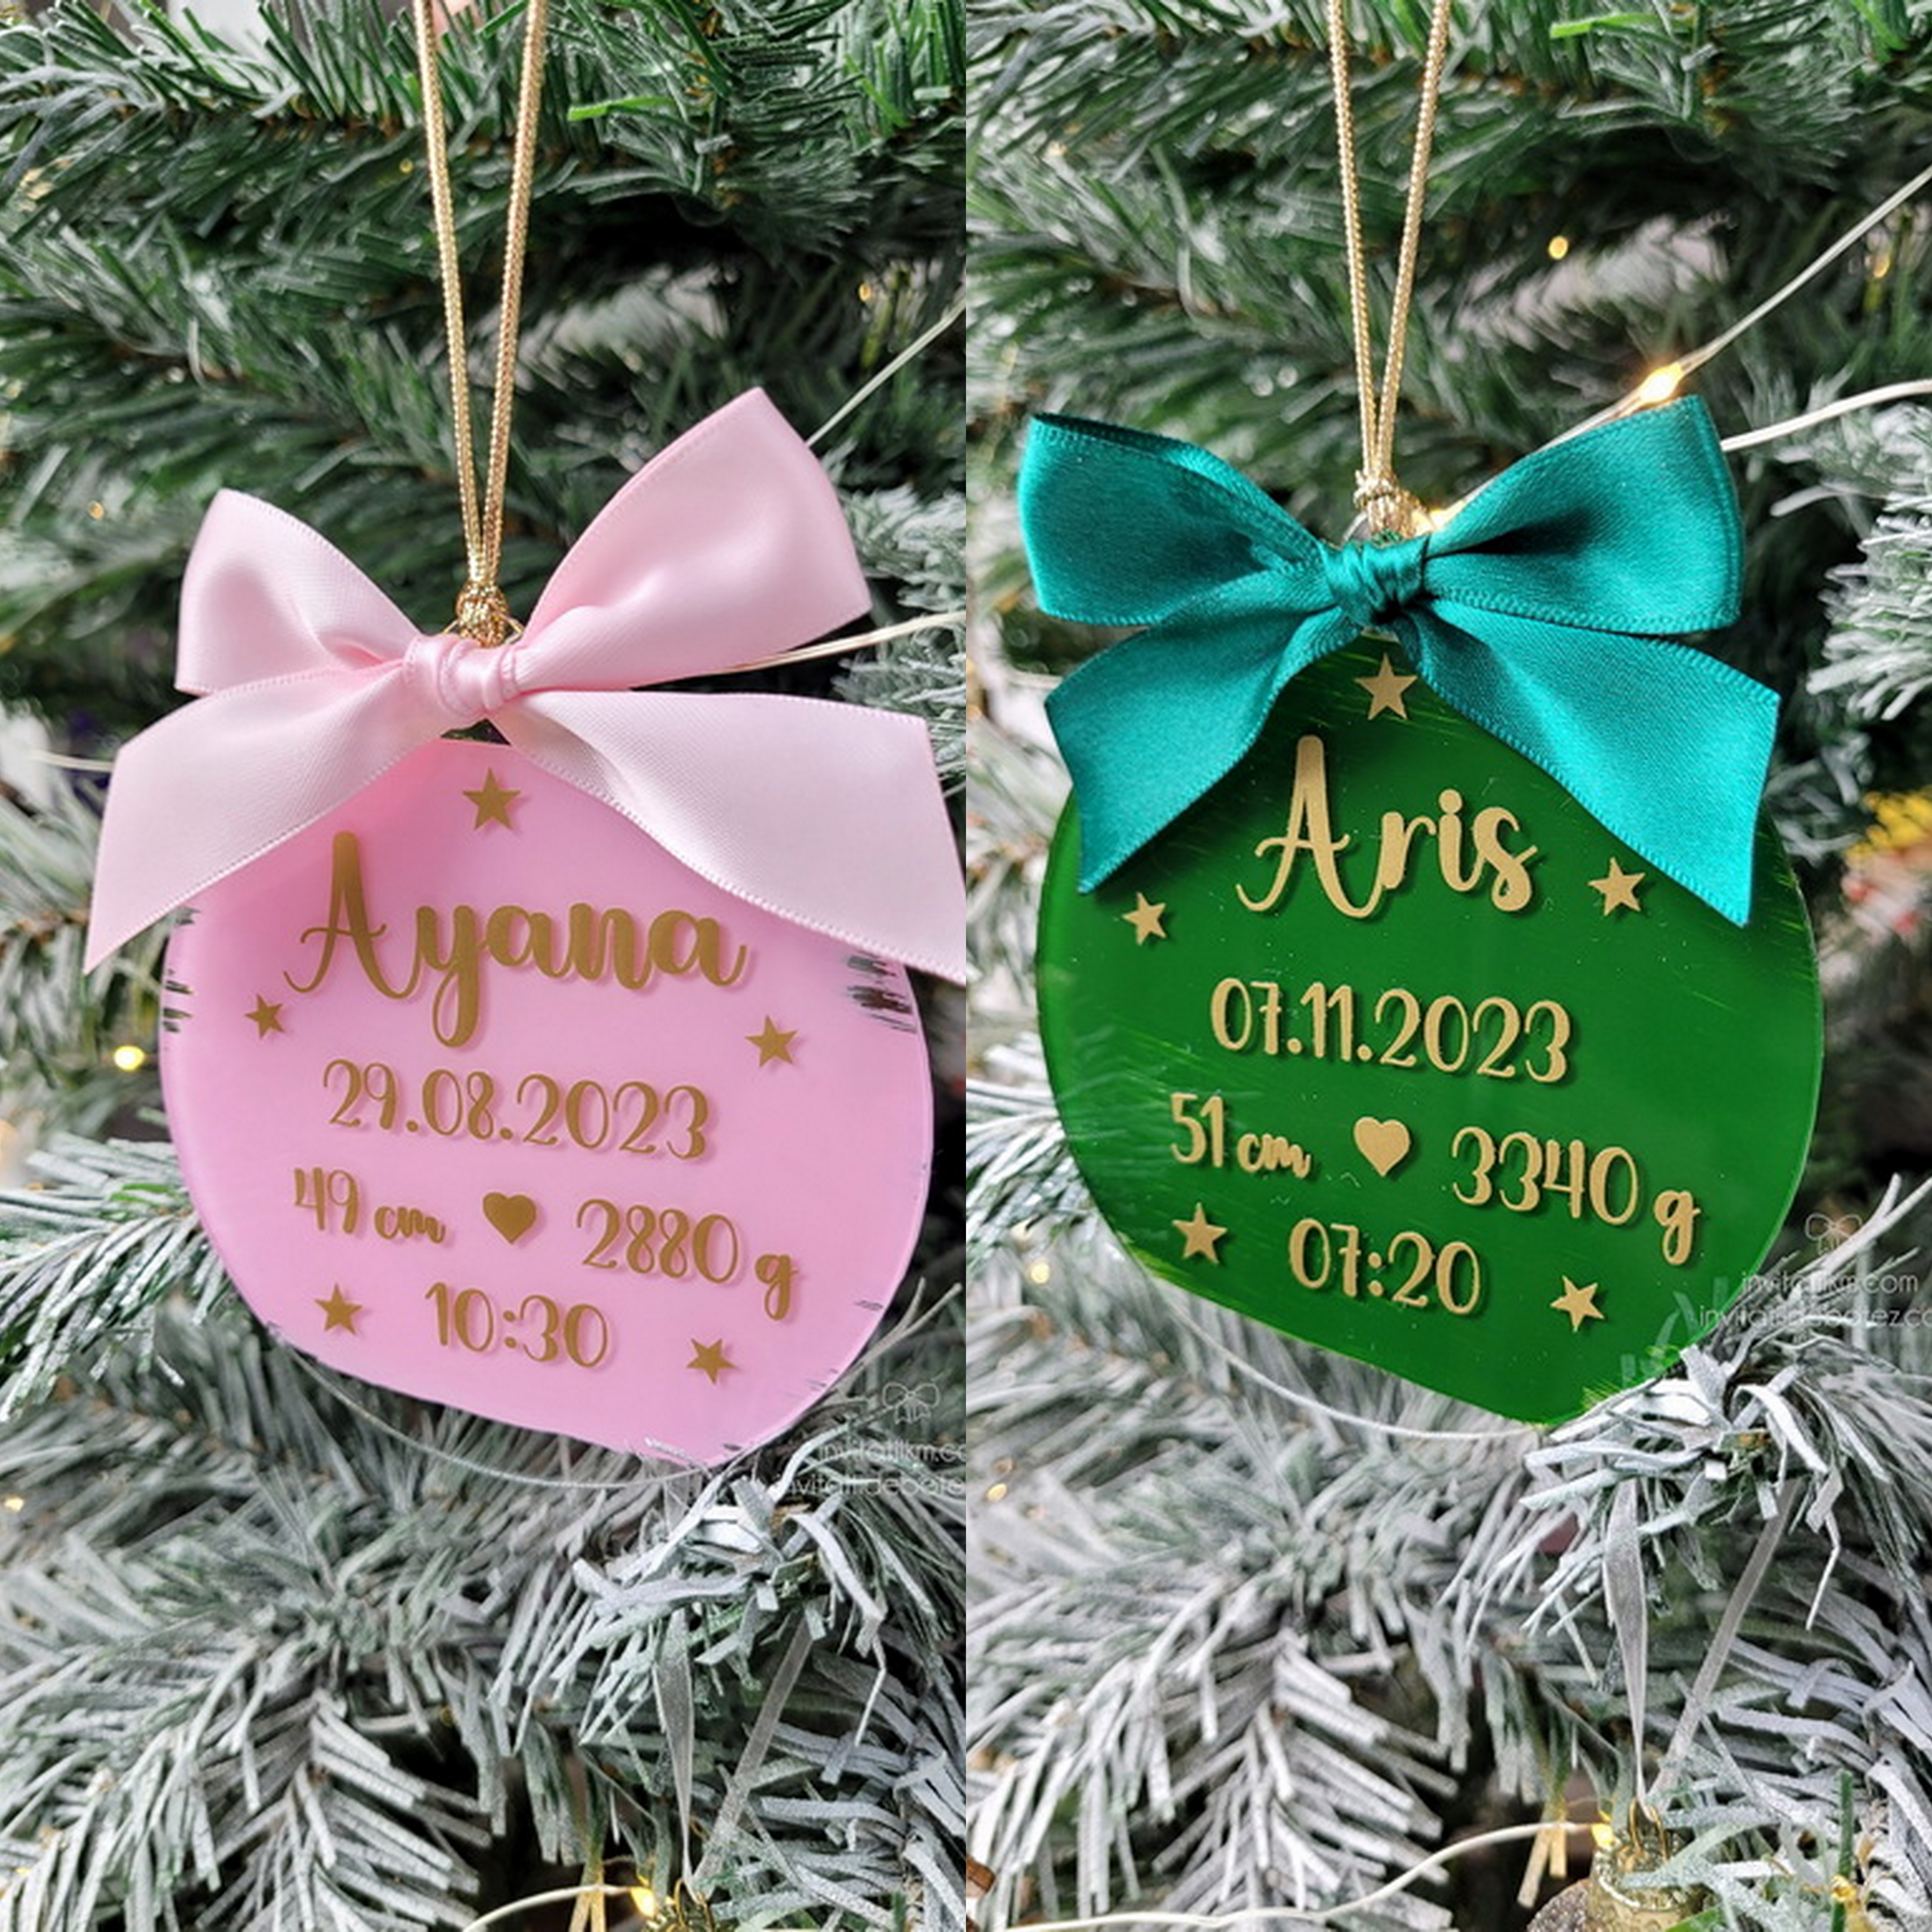 Ayana
29.08.2023
49 cm ♥ 2880 g
10:30
Aris
07.11.2023
51 cm ♥ 3340 g
07:20